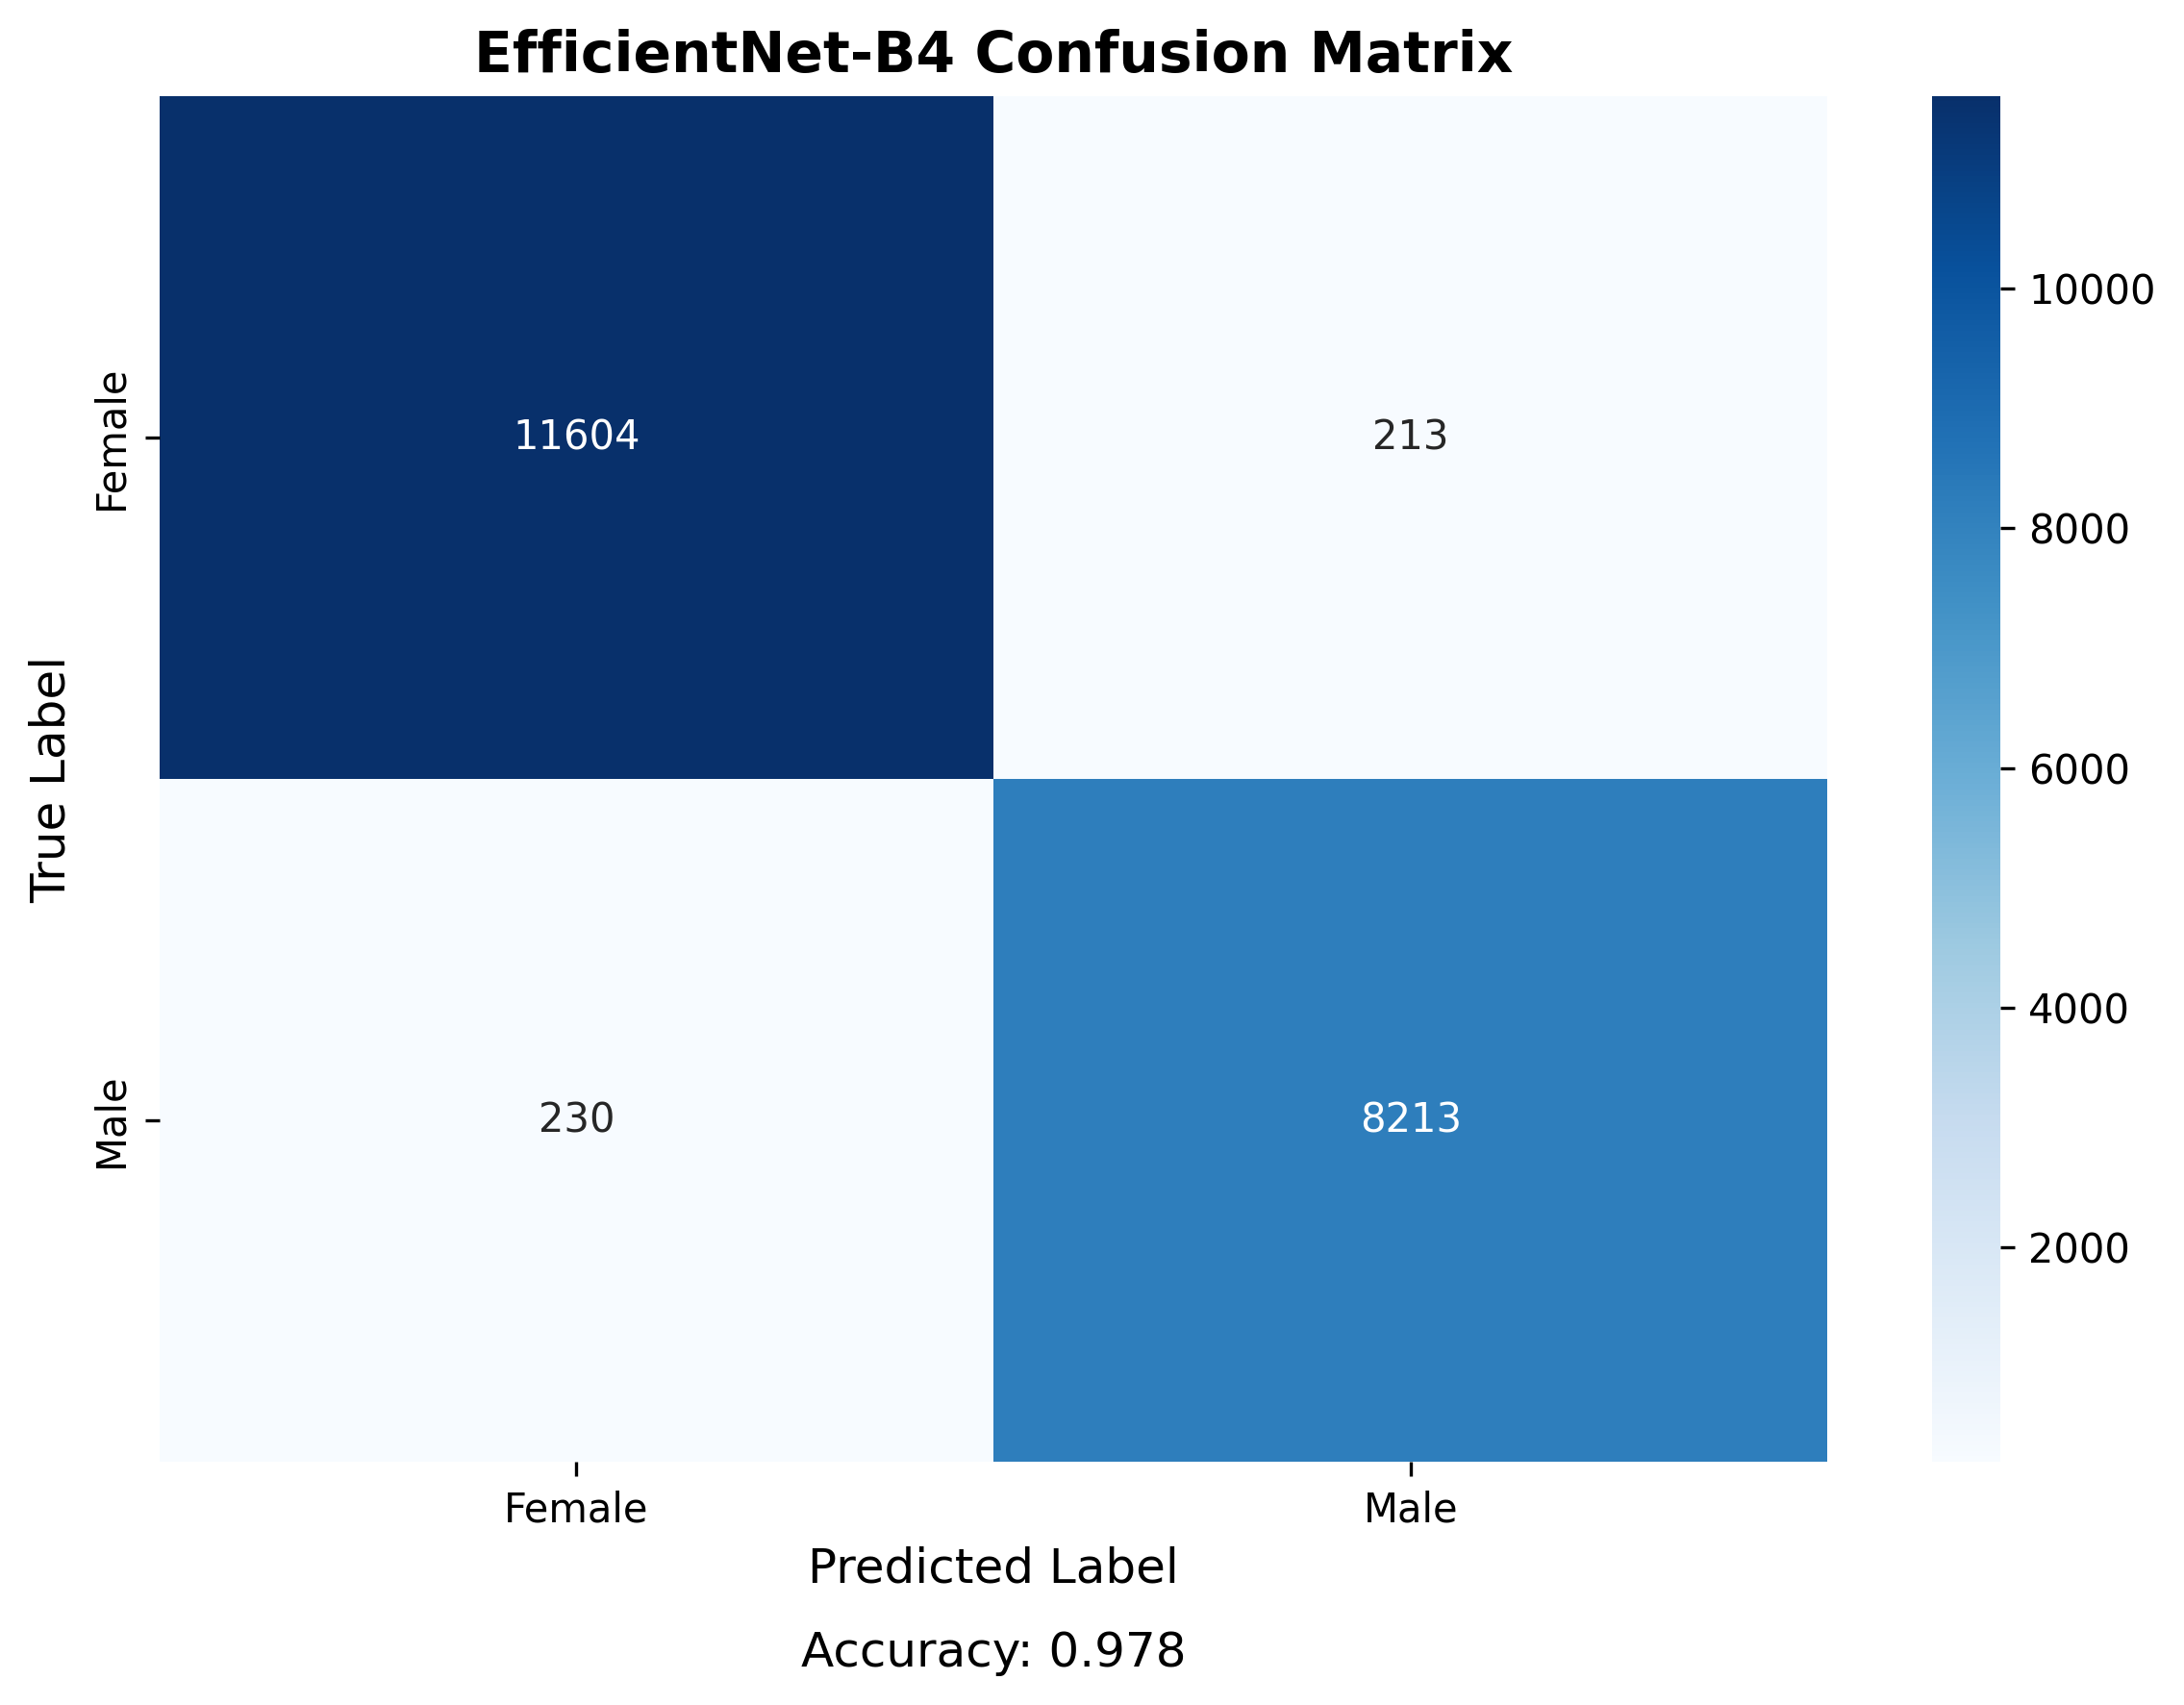 EfficientNet-B4 Confusion Matrix
True Label
Female
11604
213
Male
230
8213
Female
Male
Predicted Label
Accuracy: 0.978
10000
8000
6000
4000
2000